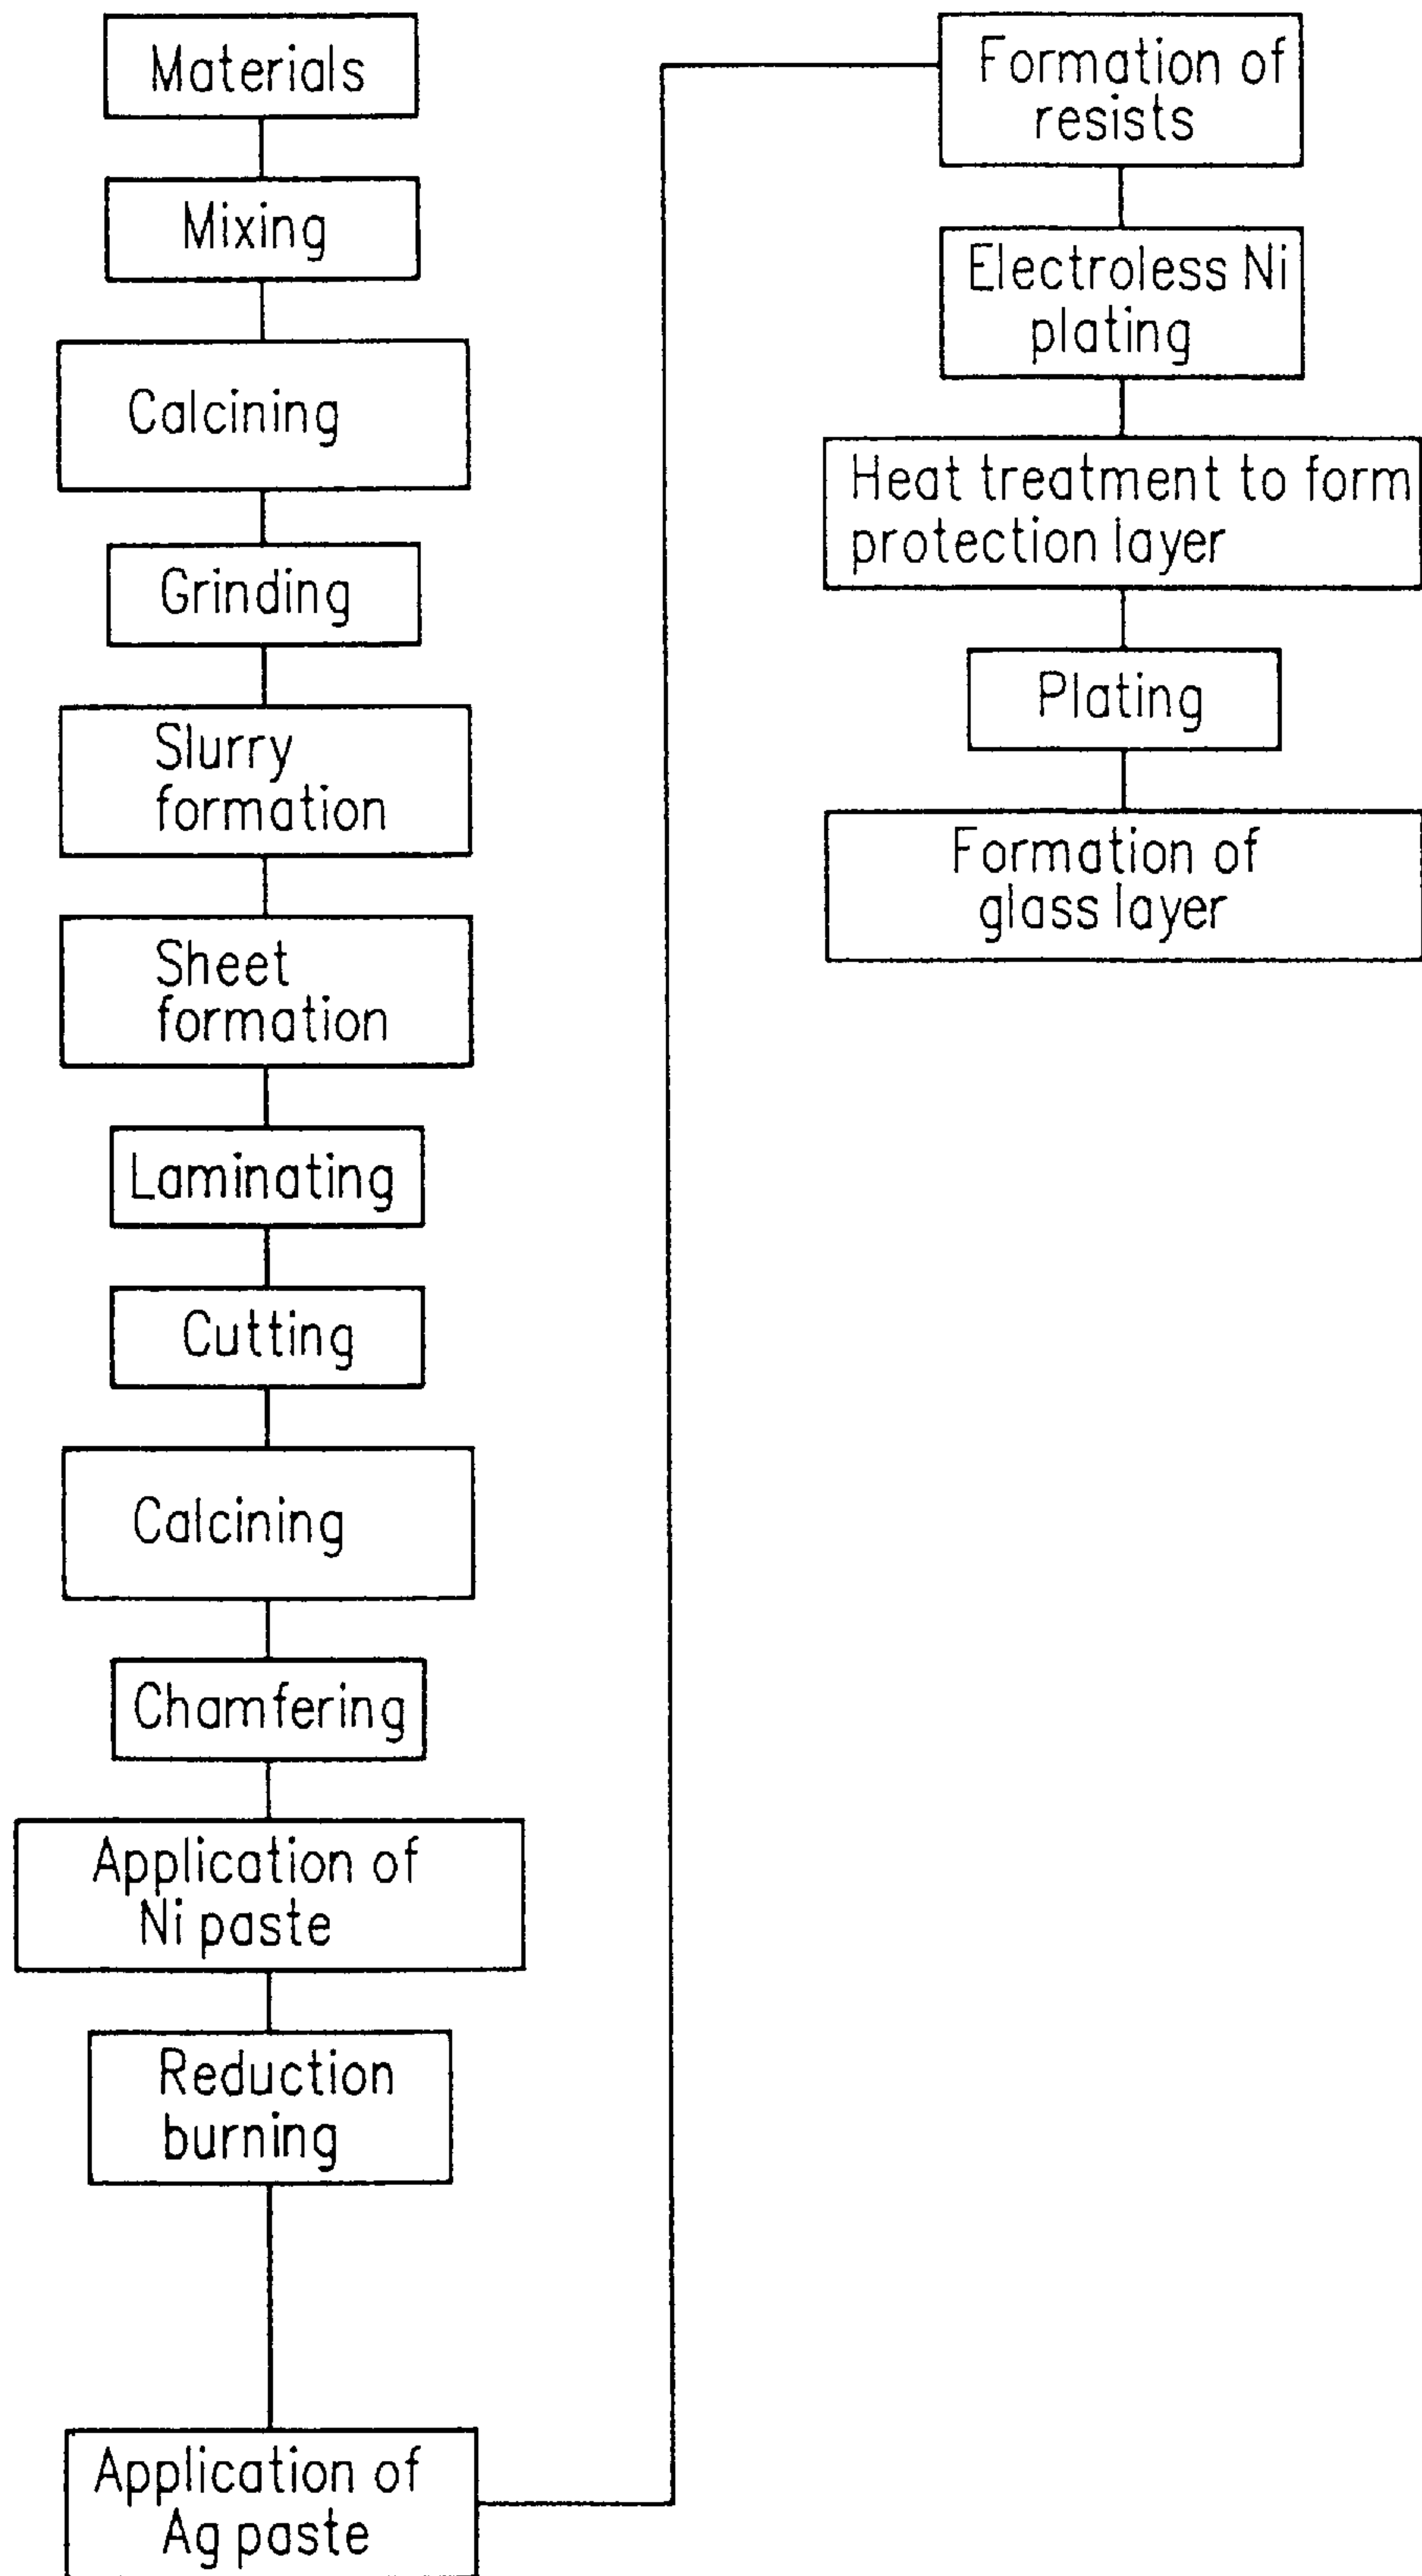 Materials
Mixing
Calcining
Grinding
Slurry
formation
Sheet
formation
Laminating
Cutting
Calcining
Chamfering
Application of
Ni paste
Reduction
burning
Application of
Ag paste
Formation of
resists
Electroless Ni
plating
Heat treatment to form
protection layer
Plating
Formation of
glass layer